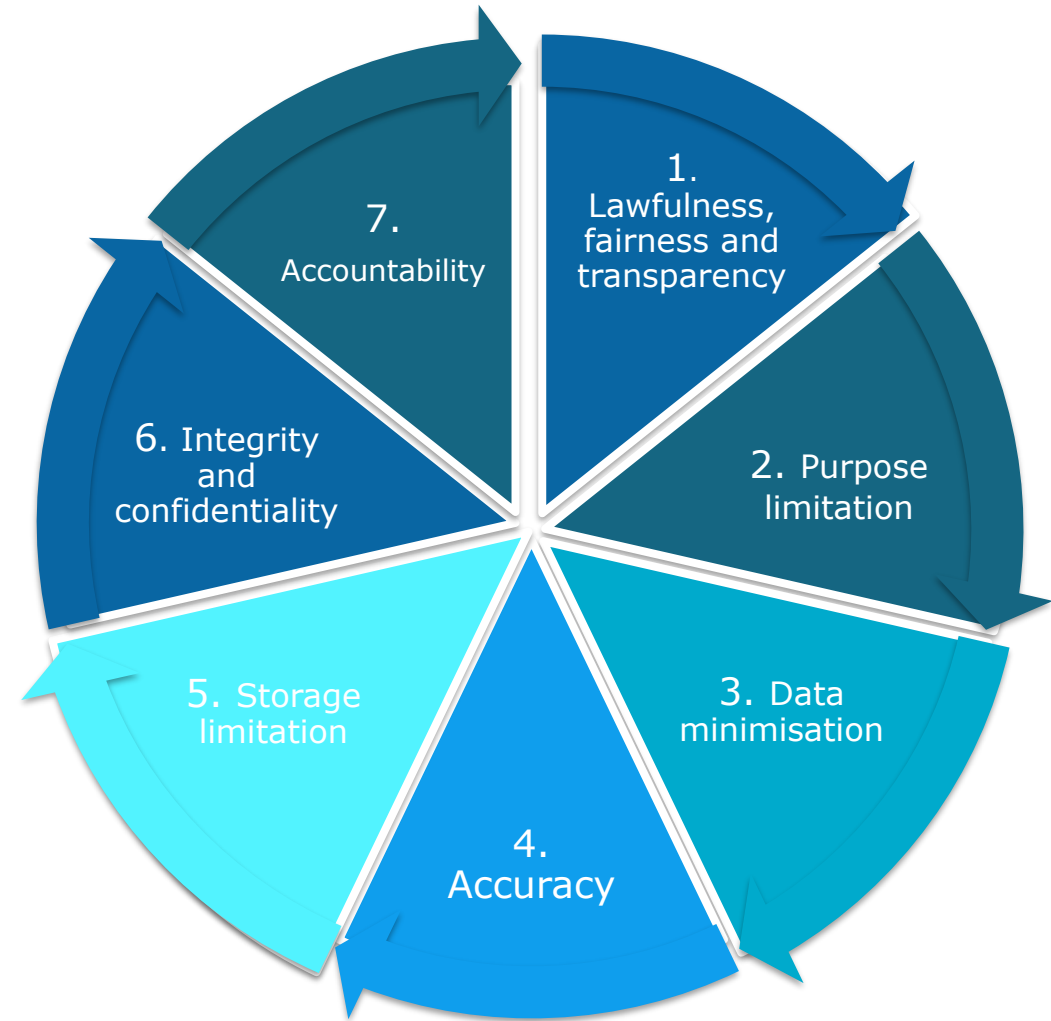 1.
Lawfulness,
fairness and
transparency
2. Purpose
limitation
3. Data
minimisation
4.
Accuracy
5. Storage
limitation
6. Integrity
and
confidentiality
7.
Accountability